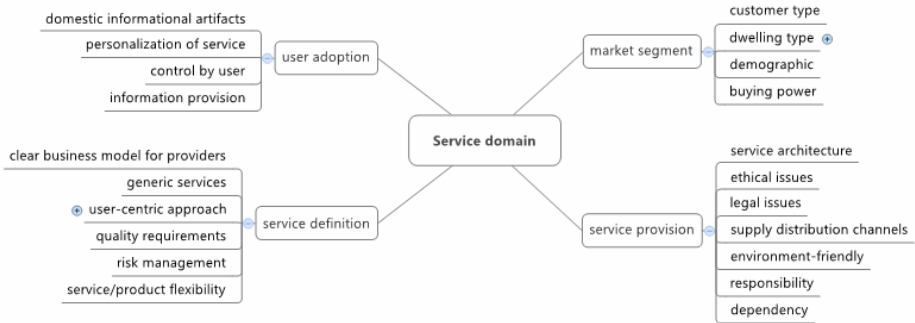 domestic informational artifacts
personalization of service
control by user
information provision
user adoption
customer type
dwelling type
demographic
buying power
market segment
Service domain
clear business model for providers
generic services
user-centric approach
quality requirements
risk management
service/product flexibility
service definition
service architecture
ethical issues
legal issues
supply distribution channels
environment-friendly
responsibility
dependency
service provision